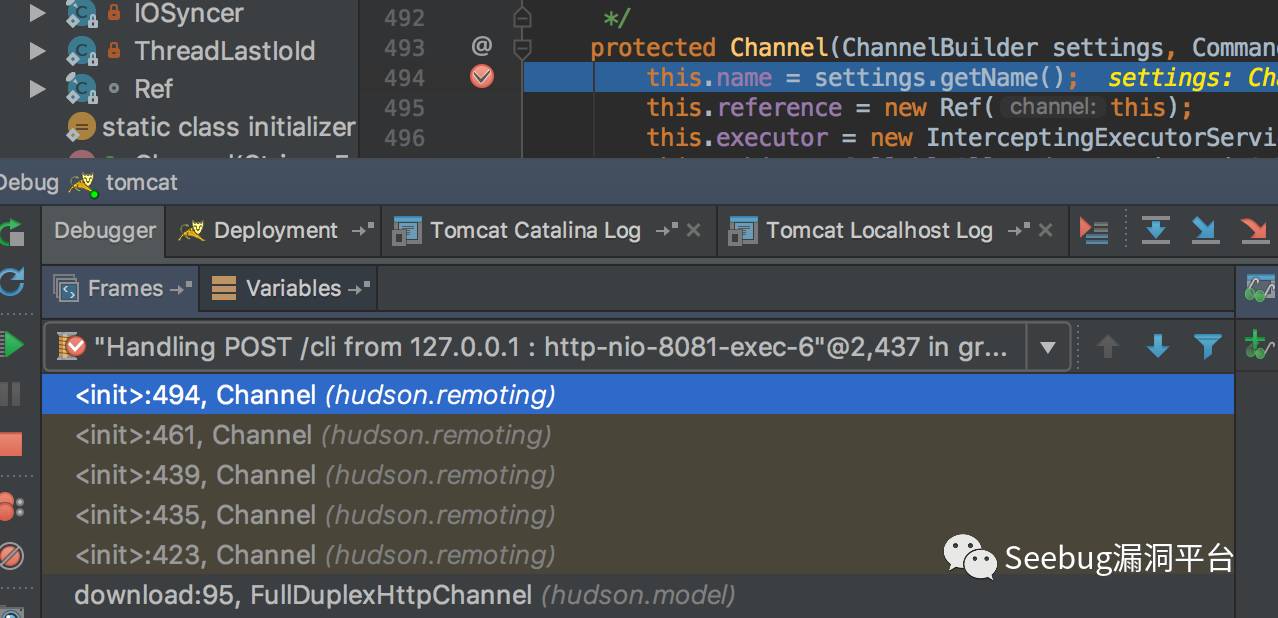 IOSyncer
ThreadLastIoId
Ref
static class initializer
492 */
493 @ protected Channel(ChannelBuilder settings, Comma
494 this.name = settings.getName(); settings: Ch
495 this.reference = new Ref( channel: this);
496 this.executor = new InterceptingExecutorServi
Debug tomcat
Debugger Deployment Tomcat Catalina Log Tomcat Localhost Log
Frames Variables
"Handling POST /cli from 127.0.0.1 : http-nio-8081-exec-6"@2,437 in gr...
<init>:494, Channel (hudson.remoting)
<init>:461, Channel (hudson.remoting)
<init>:439, Channel (hudson.remoting)
<init>:435, Channel (hudson.remoting)
<init>:423, Channel (hudson.remoting)
Seebug漏洞平台
download:95, FullDuplexHttpChannel (hudson.model)